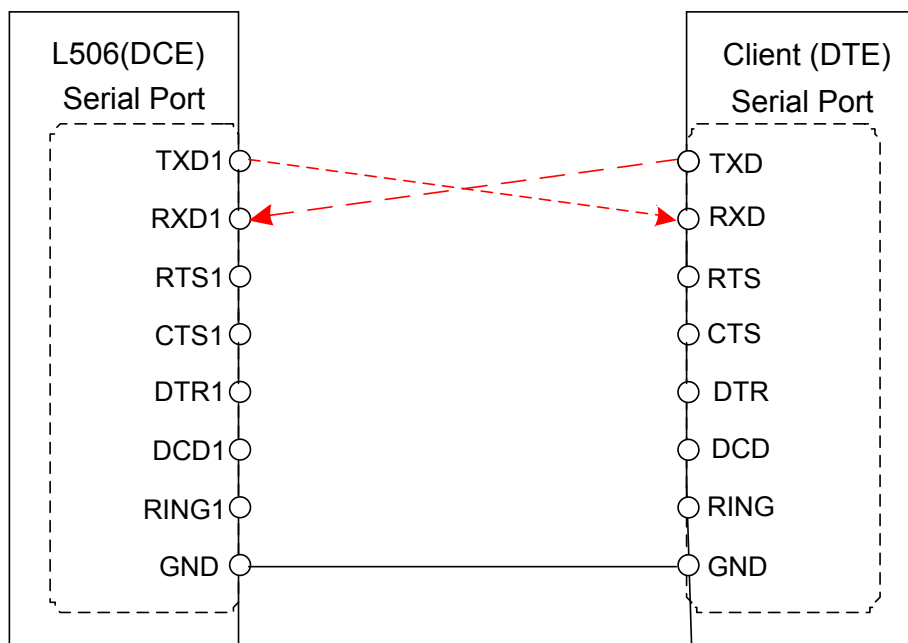 L506(DCE)
Serial Port
TXD1
RXD1
RTS1
CTS1
DTR1
DCD1
RING1
GND
Client (DTE)
Serial Port
TXD
RXD
RTS
CTS
DTR
DCD
RING
GND